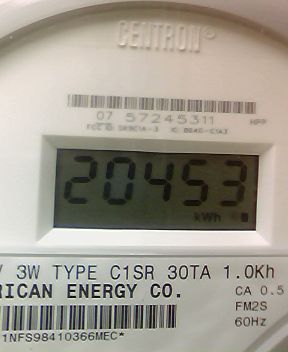 CENTRON®
07 57245311 HPP
20453
kWh
3W TYPE C1SR 30TA 1.0Kh
RICAN ENERGY CO. CA 0.5
FM2S
60Hz
1NFS98410366MEC*